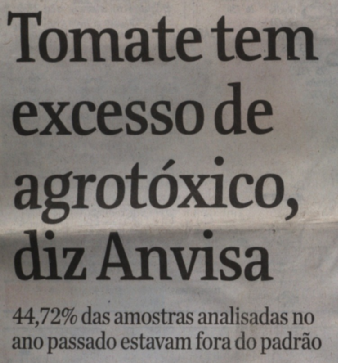 Tomate tem
excesso de
agrotóxico,
diz Anvisa
44,72% das amostras analisadas no
ano passado estavam fora do padrão